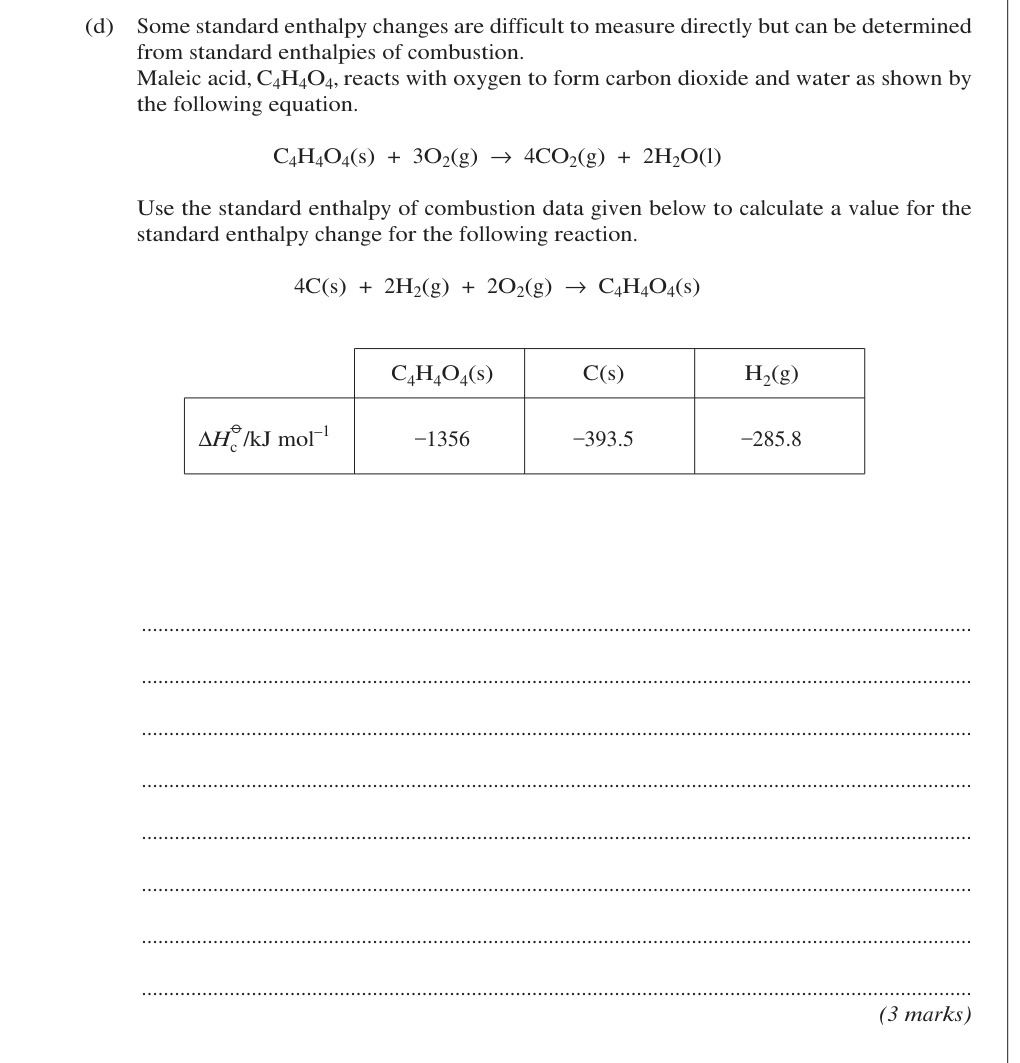 (d) Some standard enthalpy changes are difficult to measure directly but can be determined
from standard enthalpies of combustion.
Maleic acid, C₄H₄O₄, reacts with oxygen to form carbon dioxide and water as shown by
the following equation.
C₄H₄O₄(s) + 3O₂(g) → 4CO₂(g) + 2H₂O(l)
Use the standard enthalpy of combustion data given below to calculate a value for the
standard enthalpy change for the following reaction.
4C(s) + 2H₂(g) + 2O₂(g) → C₄H₄O₄(s)
C₄H₄O₄(s) C(s) H₂(g)
ΔH_c^⊖/kJ mol⁻¹ −1356 −393.5 −285.8
(3 marks)